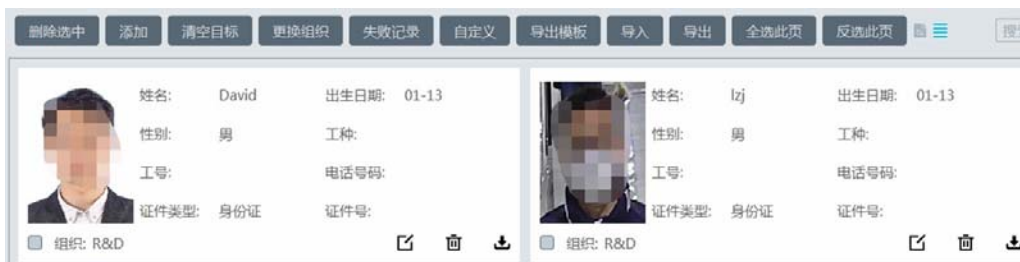 删除选中 添加 清空目标 更换组织 失败记录 自定义 导出模板 导入 导出 全选此页 反选此页
姓名: David 出生日期: 01-13
性别: 男 工种:
工号: 电话号码:
证件类型: 身份证 证件号:
组织: R&D
姓名: lzj 出生日期: 01-13
性别: 男 工种:
工号: 电话号码:
证件类型: 身份证 证件号:
组织: R&D